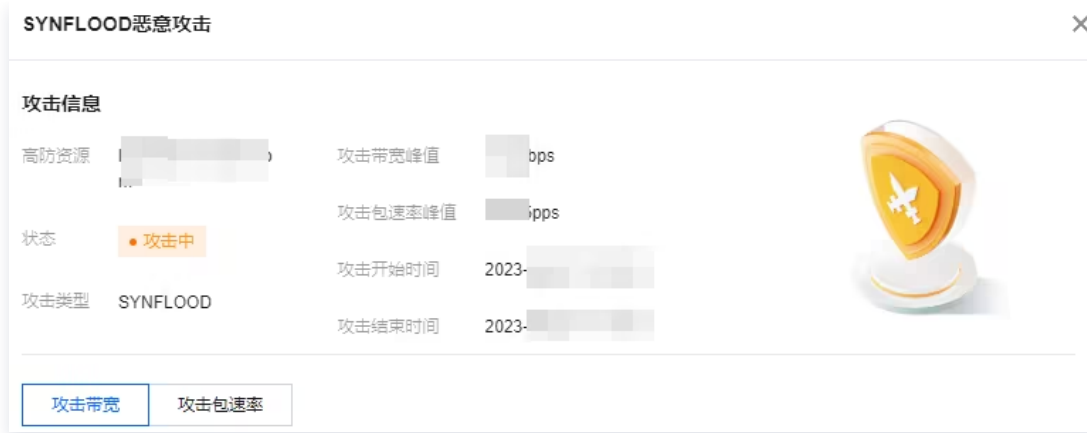 SYNFLOOD恶意攻击
攻击信息
高防资源
攻击带宽峰值 bps
攻击包速率峰值 pps
状态 攻击中
攻击开始时间 2023-
攻击类型 SYNFLOOD
攻击结束时间 2023-
攻击带宽 攻击包速率